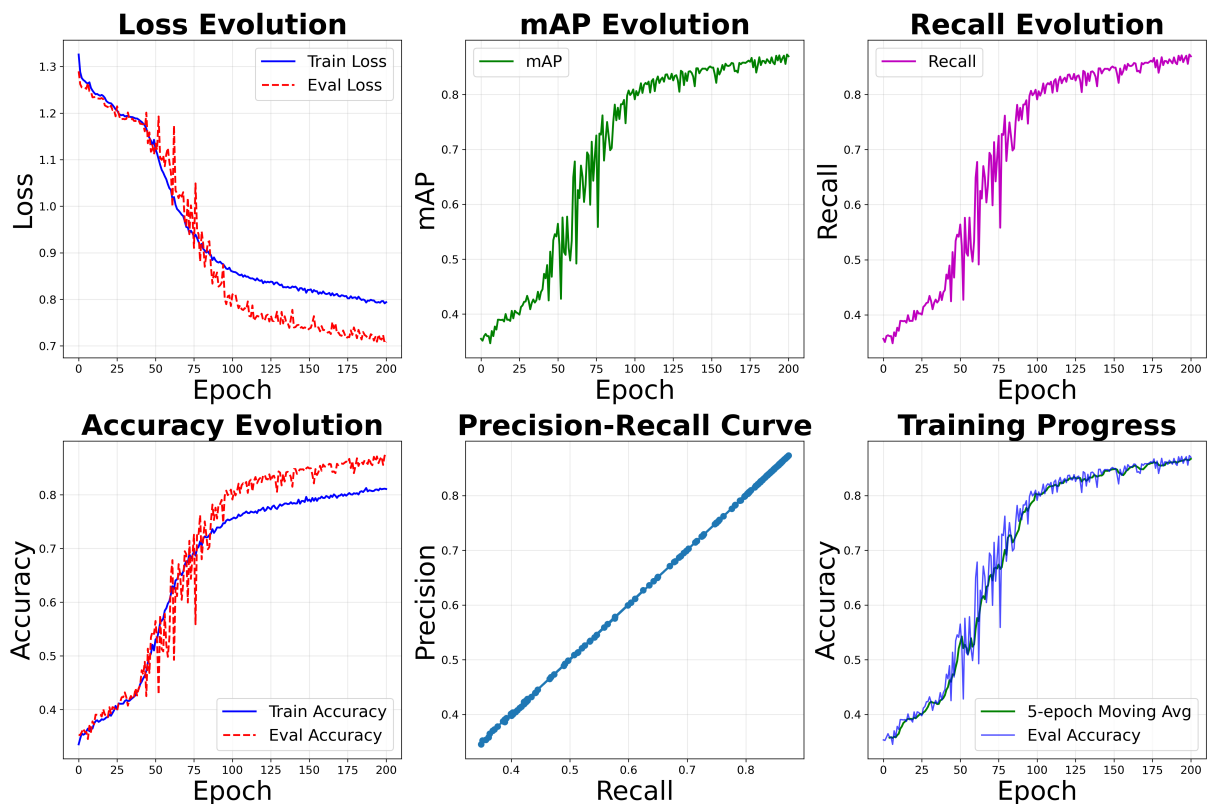 Loss Evolution
Loss
1.3
1.2
1.1
1.0
0.9
0.8
0.7
Train Loss
Eval Loss
0 25 50 75 100 125 150 175 200
Epoch
mAP Evolution
mAP
0.8
0.7
0.6
0.5
0.4
mAP
0 25 50 75 100 125 150 175 200
Epoch
Recall Evolution
Recall
0.8
0.7
0.6
0.5
0.4
Recall
0 25 50 75 100 125 150 175 200
Epoch
Accuracy Evolution
Accuracy
0.8
0.7
0.6
0.5
0.4
Train Accuracy
Eval Accuracy
0 25 50 75 100 125 150 175 200
Epoch
Precision-Recall Curve
Precision
0.8
0.7
0.6
0.5
0.4
0.4 0.5 0.6 0.7 0.8
Recall
Training Progress
Accuracy
0.8
0.7
0.6
0.5
0.4
5-epoch Moving Avg
Eval Accuracy
0 25 50 75 100 125 150 175 200
Epoch